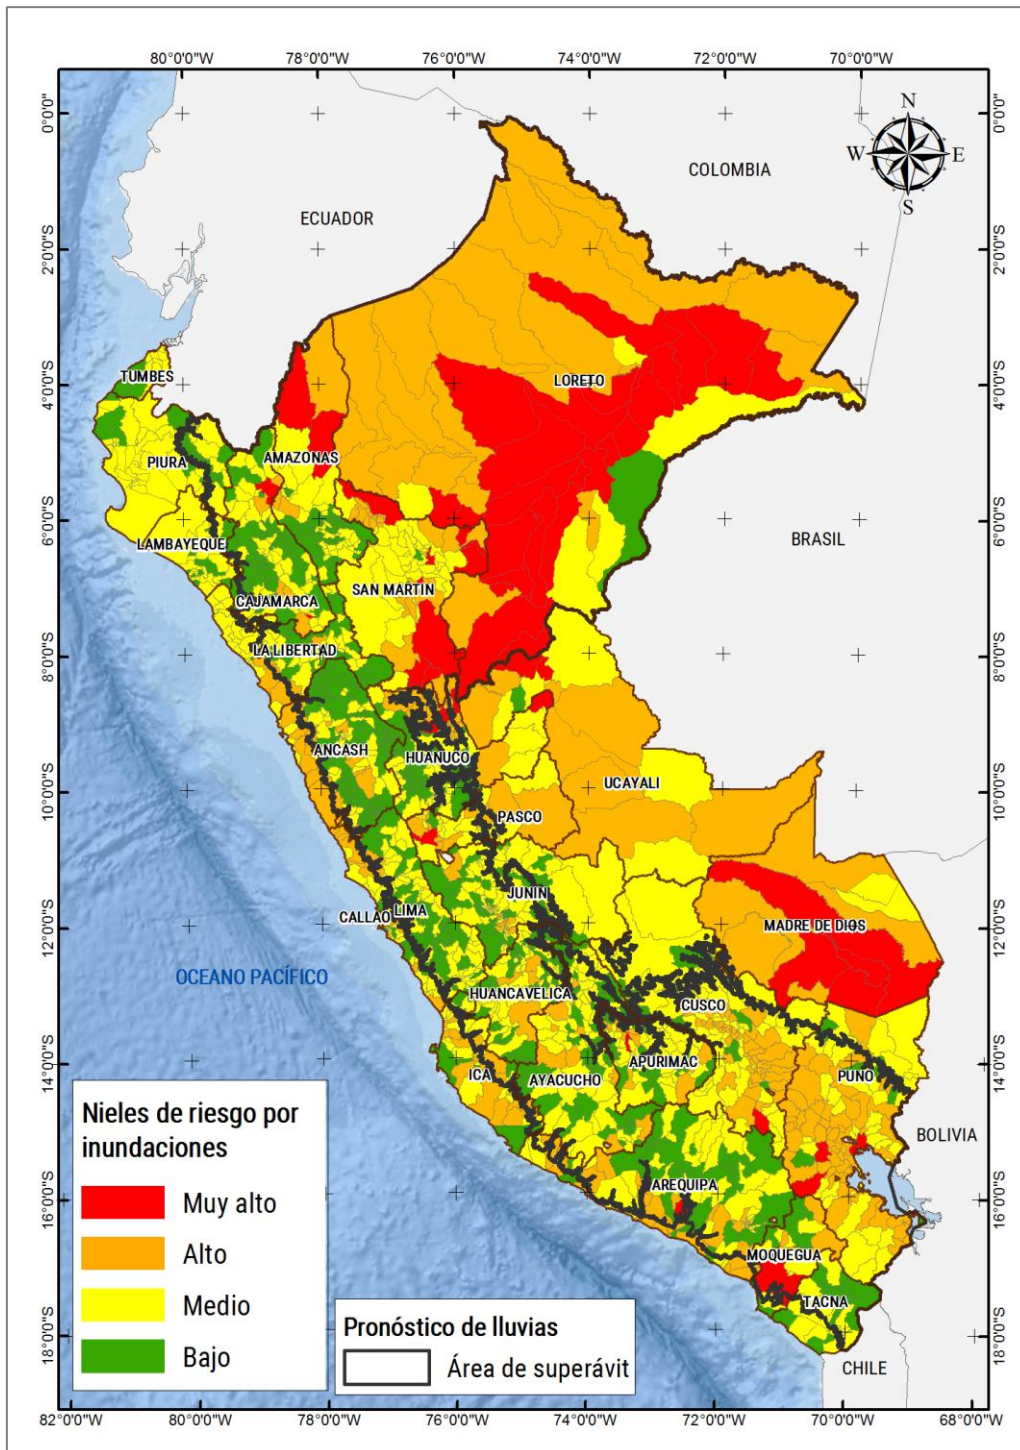 80°0'0"W
78°0'0"W
76°0'0"W
74°0'0"W
72°0'0"W
70°0'0"W
0°0'0"
0°0'0"
N
W
E
S
COLOMBIA
ECUADOR
2°0'0"S
2°0'0"S
TUMBES
LORETO
4°0'0"S
4°0'0"S
PIURA
AMAZONAS
6°0'0"S
6°0'0"S
LAMBAYEQUE
BRASIL
SAN MARTIN
CAJAMARCA
LA LIBERTAD
8°0'0"S
8°0'0"S
ANCASH
HUANUCO
UCAYALI
10°0'0"S
10°0'0"S
PASCO
JUNIN
CALLAO
LIMA
MADRE DE DIOS
12°0'0"S
12°0'0"S
OCEANO PACÍFICO
HUANCAVELICA
CUSCO
14°0'0"S
14°0'0"S
ICA
AYACUCHO
APURIMAC
PUNO
BOLIVIA
AREQUIPA
16°0'0"S
16°0'0"S
MOQUEGUA
TACNA
18°0'0"S
18°0'0"S
CHILE
Nieles de riesgo por
inundaciones
Muy alto
Alto
Medio
Bajo
Pronóstico de lluvias
Área de superávit
82°0'0"W
80°0'0"W
78°0'0"W
76°0'0"W
74°0'0"W
72°0'0"W
70°0'0"W
68°0'0"W